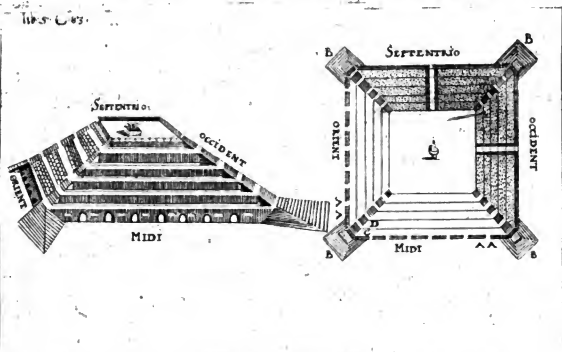 SEPTENTRIO
OCCIDENT
ORIENT
MIDI
B
SEPTENTRIO
B
ORIENT
OCCIDENT
D
C
MIDI
A A
B
B